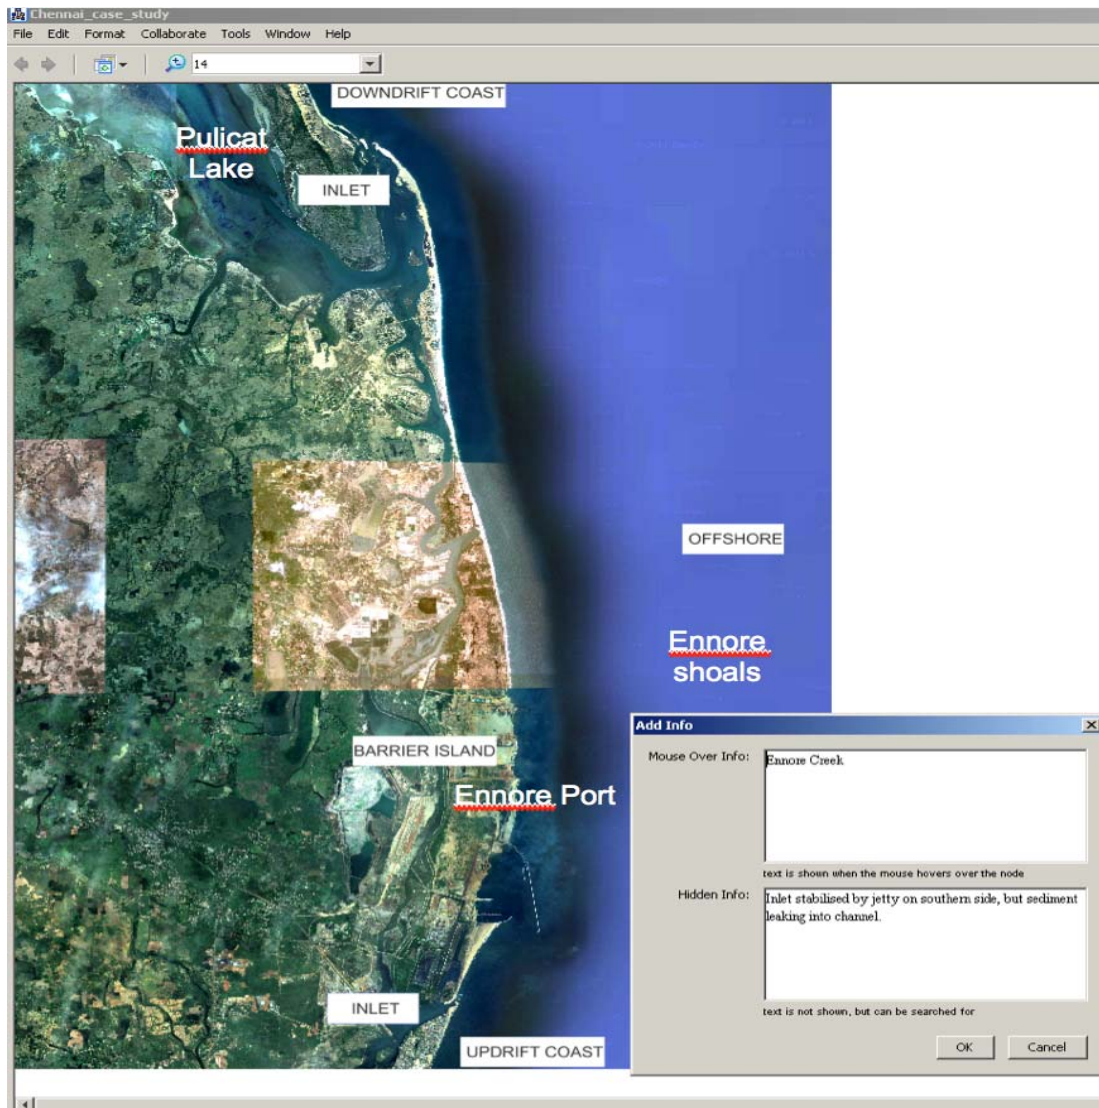 Chennai_case_study
File Edit Format Collaborate Tools Window Help
14
DOWNDRIFT COAST
Pulicat
Lake
INLET
OFFSHORE
Ennore
shoals
BARRIER ISLAND
Ennore Port
INLET
UPDRIFT COAST
Add Info
Mouse Over Info:
Ennore Creek
text is shown when the mouse hovers over the node
Hidden Info:
Inlet stabilised by jetty on southern side, but sediment
leaking into channel.
text is not shown, but can be searched for
OK Cancel